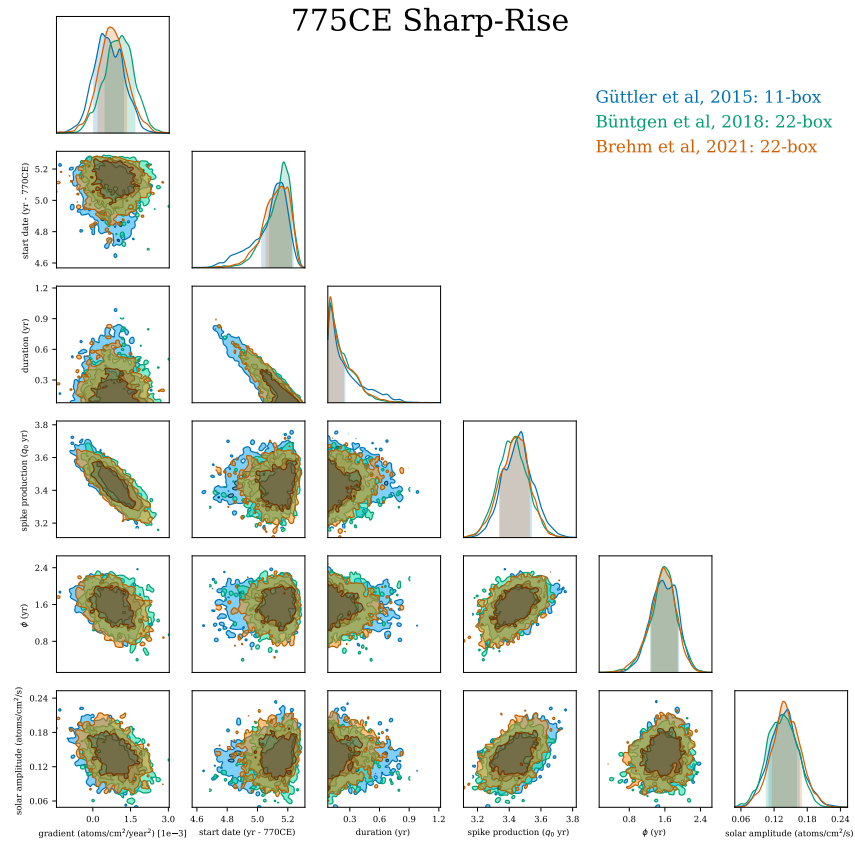 775CE Sharp-Rise
Güttler et al, 2015: 11-box
Büntgen et al, 2018: 22-box
Brehm et al, 2021: 22-box
start date (yr - 770CE)
5.2
5.0
4.8
4.6
duration (yr)
1.2
0.9
0.6
0.3
spike production (q₀ yr)
3.8
3.6
3.4
3.2
ϕ (yr)
2.4
1.6
0.8
solar amplitude (atoms/cm²/s)
0.24
0.18
0.12
0.06
0.0 1.5 3.0
4.6 4.8 5.0 5.2
0.3 0.6 0.9 1.2
3.2 3.4 3.6 3.8
0.8 1.6 2.4
0.06 0.12 0.18 0.24
gradient (atoms/cm²/year²) [1e−3]
start date (yr - 770CE)
duration (yr)
spike production (q₀ yr)
ϕ (yr)
solar amplitude (atoms/cm²/s)